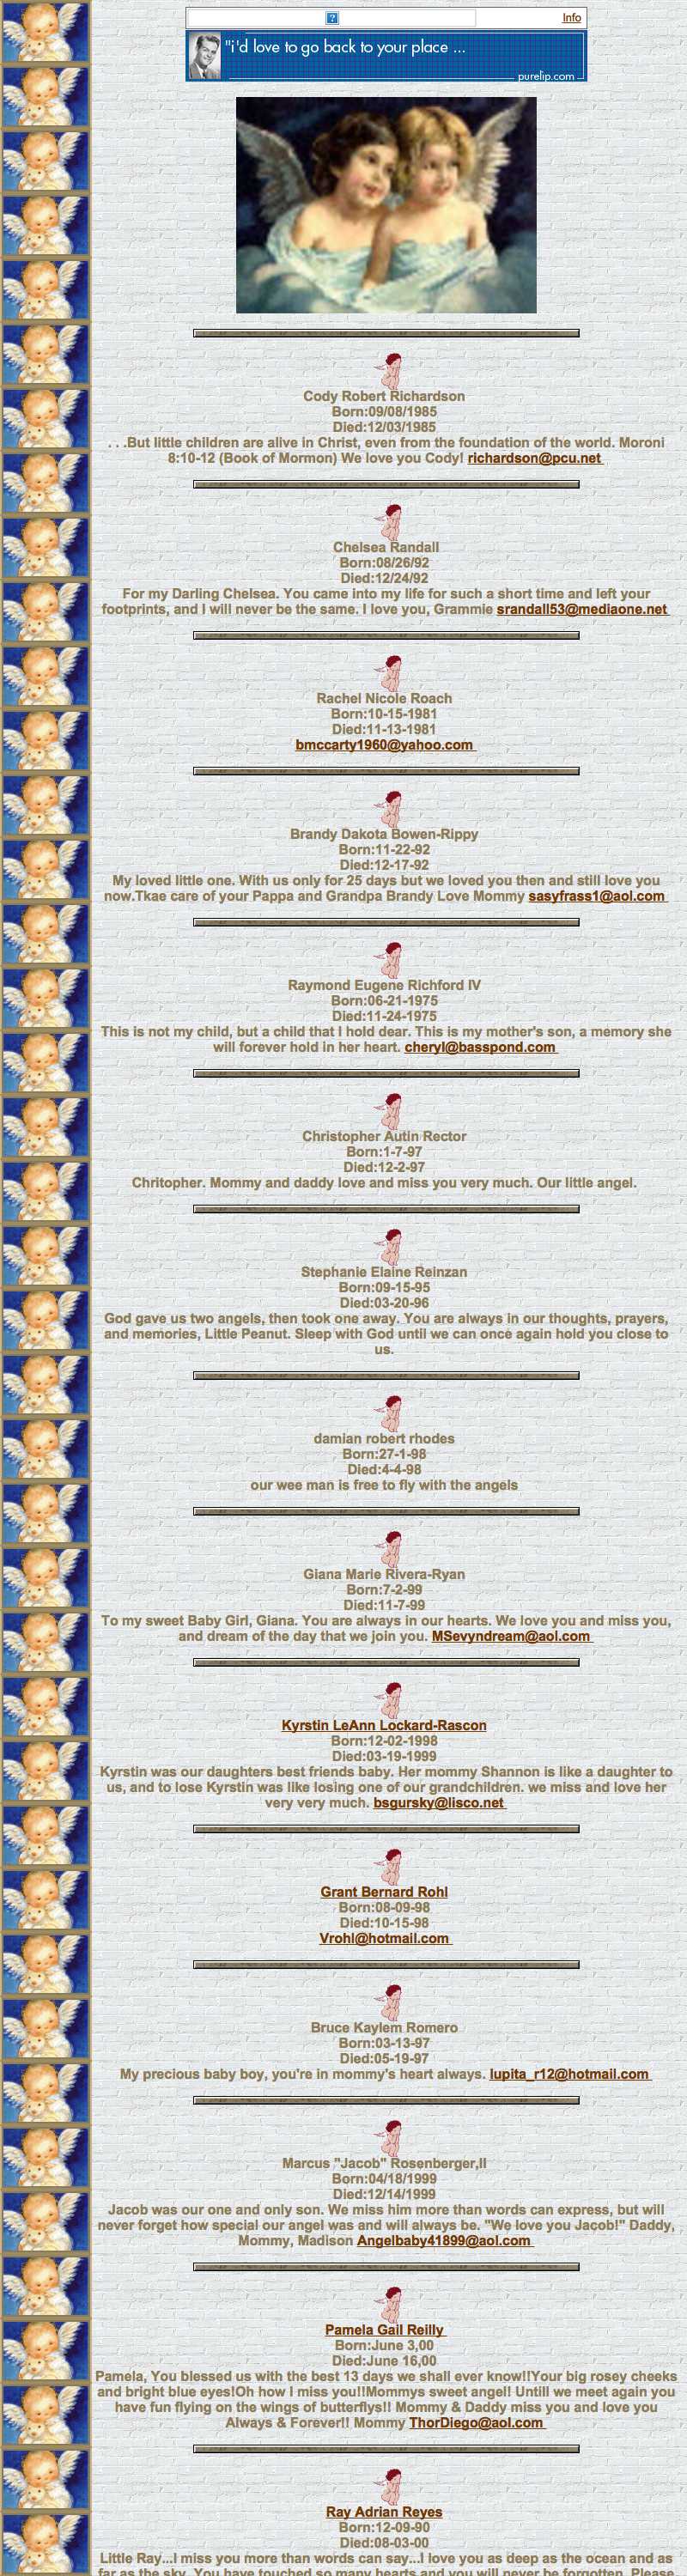 Info
"i'd love to go back to your place ...
purelip.com
Cody Robert Richardson
Born:09/08/1985
Died:12/03/1985
. . .But little children are alive in Christ, even from the foundation of the world. Moroni
8:10-12 (Book of Mormon) We love you Cody! richardson@pcu.net
Chelsea Randall
Born:08/26/92
Died:12/24/92
For my Darling Chelsea. You came into my life for such a short time and left your
footprints, and I will never be the same. I love you, Grammie srandall53@mediaone.net
Rachel Nicole Roach
Born:10-15-1981
Died:11-13-1981
bmccarty1960@yahoo.com
Brandy Dakota Bowen-Rippy
Born:11-22-92
Died:12-17-92
My loved little one. With us only for 25 days but we loved you then and still love you
now.Tkae care of your Pappa and Grandpa Brandy Love Mommy sasyfrass1@aol.com
Raymond Eugene Richford IV
Born:06-21-1975
Died:11-24-1975
This is not my child, but a child that I hold dear. This is my mother's son, a memory she
will forever hold in her heart. cheryl@basspond.com
Christopher Autin Rector
Born:1-7-97
Died:12-2-97
Chritopher. Mommy and daddy love and miss you very much. Our little angel.
Stephanie Elaine Reinzan
Born:09-15-95
Died:03-20-96
God gave us two angels, then took one away. You are always in our thoughts, prayers,
and memories, Little Peanut. Sleep with God until we can once again hold you close to
us.
damian robert rhodes
Born:27-1-98
Died:4-4-98
our wee man is free to fly with the angels
Giana Marie Rivera-Ryan
Born:7-2-99
Died:11-7-99
To my sweet Baby Girl, Giana. You are always in our hearts. We love you and miss you,
and dream of the day that we join you. MSevyndream@aol.com
Kyrstin LeAnn Lockard-Rascon
Born:12-02-1998
Died:03-19-1999
Kyrstin was our daughters best friends baby. Her mommy Shannon is like a daughter to
us, and to lose Kyrstin was like losing one of our grandchildren. we miss and love her
very very much. bsgursky@lisco.net
Grant Bernard Rohl
Born:08-09-98
Died:10-15-98
Vrohl@hotmail.com
Bruce Kaylem Romero
Born:03-13-97
Died:05-19-97
My precious baby boy, you're in mommy's heart always. lupita_r12@hotmail.com
Marcus "Jacob" Rosenberger,II
Born:04/18/1999
Died:12/14/1999
Jacob was our one and only son. We miss him more than words can express, but will
never forget how special our angel was and will always be. "We love you Jacob!" Daddy,
Mommy, Madison Angelbaby41899@aol.com
Pamela Gail Reilly
Born:June 3,00
Died:June 16,00
Pamela, You blessed us with the best 13 days we shall ever know!!Your big rosey cheeks
and bright blue eyes!Oh how I miss you!!Mommys sweet angel! Untill we meet again you
have fun flying on the wings of butterflys!! Mommy & Daddy miss you and love you
Always & Forever!! Mommy ThorDiego@aol.com
Ray Adrian Reyes
Born:12-09-90
Died:08-03-00
Little Ray...I miss you more than words can say...I love you as deep as the ocean and as
far as the sky. You have touched so many hearts and you will never be forgotten. Please